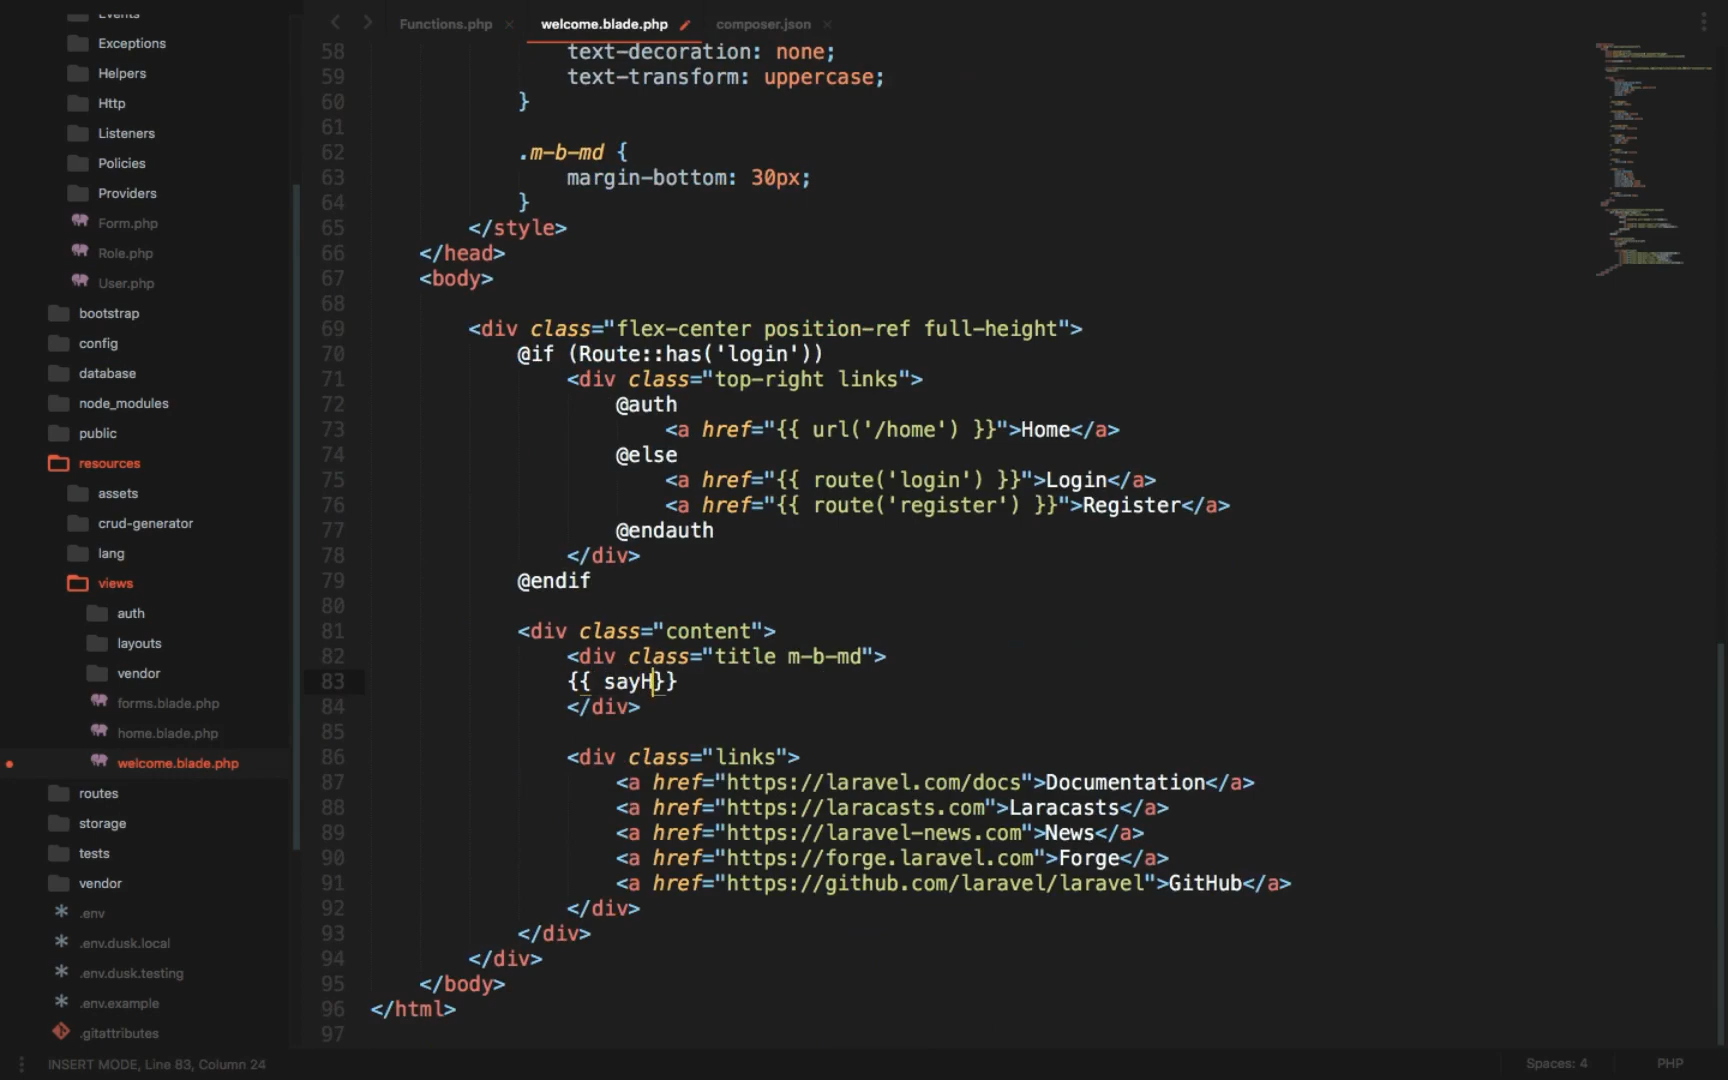 Events
Exceptions
Helpers
Http
Listeners
Policies
Providers
Form.php
Role.php
User.php
bootstrap
config
database
node_modules
public
resources
assets
crud-generator
lang
views
auth
layouts
vendor
forms.blade.php
home.blade.php
welcome.blade.php
routes
storage
tests
vendor
.env
.env.dusk.local
.env.dusk.testing
.env.example
.gitattributes
Functions.php × welcome.blade.php composer.json ×
58 text-decoration: none;
59 text-transform: uppercase;
60 }
61
62 .m-b-md {
63 margin-bottom: 30px;
64 }
65 </style>
66 </head>
67 <body>
68
69 <div class="flex-center position-ref full-height">
70 @if (Route::has('login'))
71 <div class="top-right links">
72 @auth
73 <a href="{{ url('/home') }}">Home</a>
74 @else
75 <a href="{{ route('login') }}">Login</a>
76 <a href="{{ route('register') }}">Register</a>
77 @endauth
78 </div>
79 @endif
80
81 <div class="content">
82 <div class="title m-b-md">
83 {{ sayH}}
84 </div>
85
86 <div class="links">
87 <a href="https://laravel.com/docs">Documentation</a>
88 <a href="https://laracasts.com">Laracasts</a>
89 <a href="https://laravel-news.com">News</a>
90 <a href="https://forge.laravel.com">Forge</a>
91 <a href="https://github.com/laravel/laravel">GitHub</a>
92 </div>
93 </div>
94 </div>
95 </body>
96 </html>
97
INSERT MODE, Line 83, Column 24
Spaces: 4 PHP